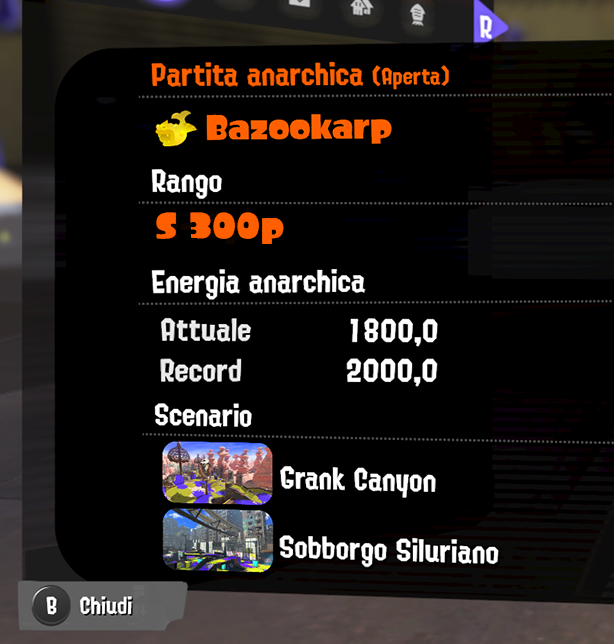 R
Partita anarchica (Aperta)
Bazookarp
Rango
S 300p
Energia anarchica
Attuale 1800,0
Record 2000,0
Scenario
Grank Canyon
Sobborgo Siluriano
B Chiudi